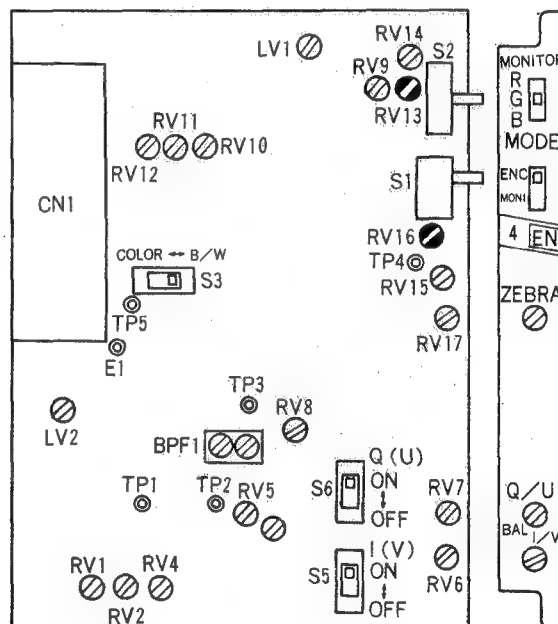 RV14
LV1
S2
RV9
MONITOR
R
G
B
RV13
RV11
RV10
RV12
MODE
S1
ENC
MONI
CN1
RV16
4 EN
COLOR ↔ B/W
TP4
S3
RV15
ZEBRA
TP5
RV17
E1
TP3
RV8
LV2
BPF1
Q (U)
ON
↕
OFF
S6
RV7
Q/U
TP1
TP2
RV5
BAL
I/V
I (V)
ON
↕
OFF
S5
RV6
RV1
RV4
RV2